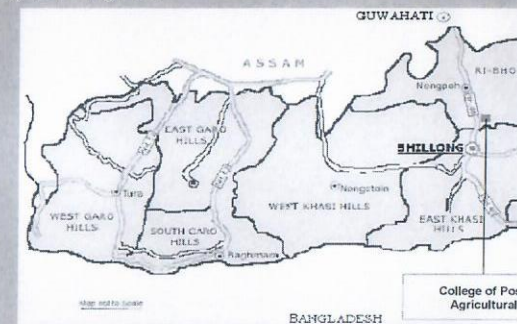 GUWAHATI
ASSAM
RI-BHO
Nongpoh
EAST GARO
HILLS
SHILLONG
Tura
Nongstoin
WEST GARO
HILLS
WEST KHASI HILLS
SOUTH GARO
HILLS
EAST KHASI
HILLS
Baghmara
Map not to Scale
College of Pos
Agricultural
BANGLADESH